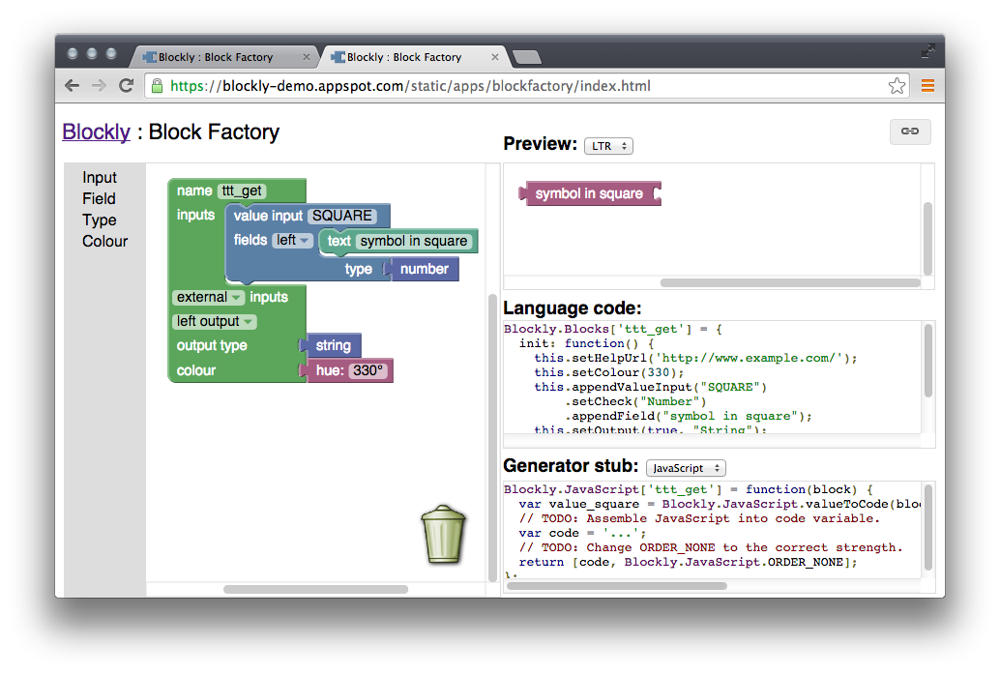 Blockly : Block Factory
Blockly : Block Factory
https://blockly-demo.appspot.com/static/apps/blockfactory/index.html
Blockly : Block Factory
Input
Field
Type
Colour
name ttt_get
inputs value input SQUARE
fields left text symbol in square
type number
external inputs
left output
output type string
colour hue: 330°
Preview: LTR
symbol in square
Language code:
Blockly.Blocks['ttt_get'] = {
init: function() {
this.setHelpUrl('http://www.example.com/');
this.setColour(330);
this.appendValueInput("SQUARE")
.setCheck("Number")
.appendField("symbol in square");
this.setOutput(true, "String");
Generator stub: JavaScript
Blockly.JavaScript['ttt_get'] = function(block) {
var value_square = Blockly.JavaScript.valueToCode(bloc
// TODO: Assemble JavaScript into code variable.
var code = '...';
// TODO: Change ORDER_NONE to the correct strength.
return [code, Blockly.JavaScript.ORDER_NONE];
};